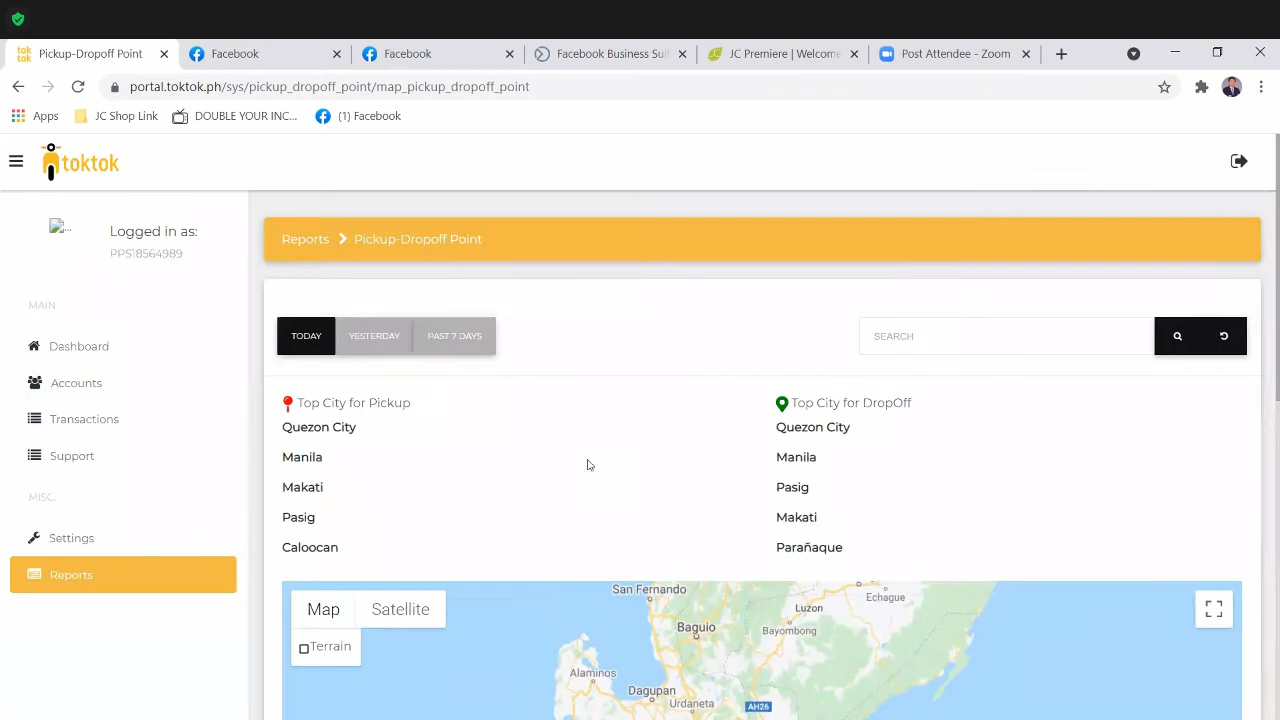 Pickup-Dropoff Point
Facebook
Facebook
Facebook Business Sui
JC Premiere | Welcome
Post Attendee - Zoom
portal.toktok.ph/sys/pickup_dropoff_point/map_pickup_dropoff_point
Apps
JC Shop Link
DOUBLE YOUR INC...
(1) Facebook
toktok
Logged in as:
PPS18564989
MAIN
Dashboard
Accounts
Transactions
Support
MISC.
Settings
Reports
Reports
Pickup-Dropoff Point
TODAY
YESTERDAY
PAST 7 DAYS
SEARCH
Top City for Pickup
Quezon City
Manila
Makati
Pasig
Caloocan
Top City for DropOff
Quezon City
Manila
Pasig
Makati
Parañaque
Map
Satellite
Terrain
San Fernando
Luzon
Echague
Baguio
Bayombong
Alaminos
Dagupan
Urdaneta
AH26